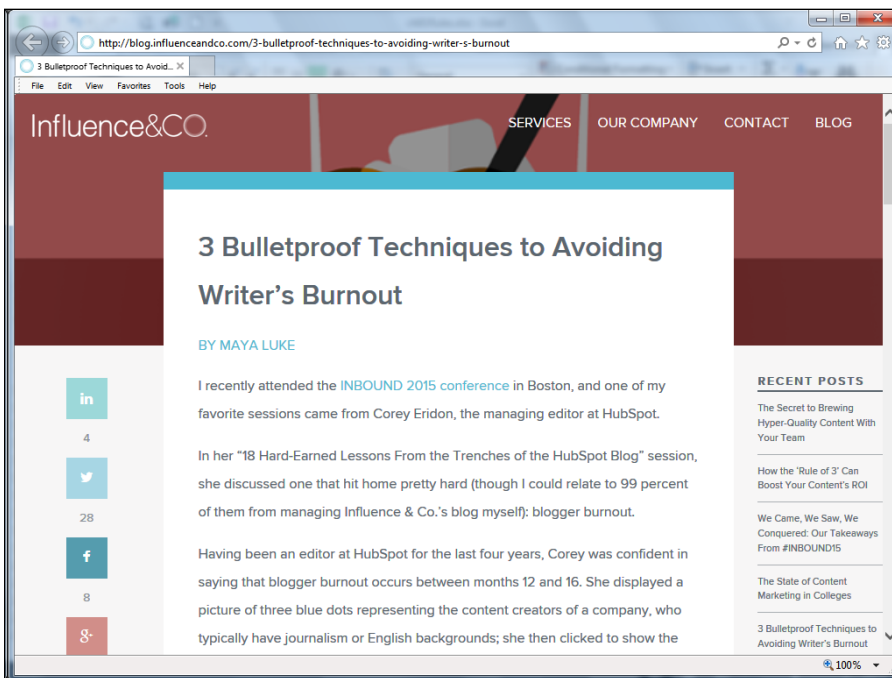 http://blog.influenceandco.com/3-bulletproof-techniques-to-avoiding-writer-s-burnout
3 Bulletproof Techniques to Avoid...
File Edit View Favorites Tools Help
Influence&CO.
SERVICES OUR COMPANY CONTACT BLOG
3 Bulletproof Techniques to Avoiding
Writer's Burnout
BY MAYA LUKE
I recently attended the INBOUND 2015 conference in Boston, and one of my
favorite sessions came from Corey Eridon, the managing editor at HubSpot.
In her “18 Hard-Earned Lessons From the Trenches of the HubSpot Blog” session,
she discussed one that hit home pretty hard (though I could relate to 99 percent
of them from managing Influence & Co.’s blog myself): blogger burnout.
Having been an editor at HubSpot for the last four years, Corey was confident in
saying that blogger burnout occurs between months 12 and 16. She displayed a
picture of three blue dots representing the content creators of a company, who
typically have journalism or English backgrounds; she then clicked to show the
in
4
28
f
8
g+
RECENT POSTS
The Secret to Brewing
Hyper-Quality Content With
Your Team
How the ‘Rule of 3’ Can
Boost Your Content’s ROI
We Came, We Saw, We
Conquered: Our Takeaways
From #INBOUND15
The State of Content
Marketing in Colleges
3 Bulletproof Techniques to
Avoiding Writer’s Burnout
100%